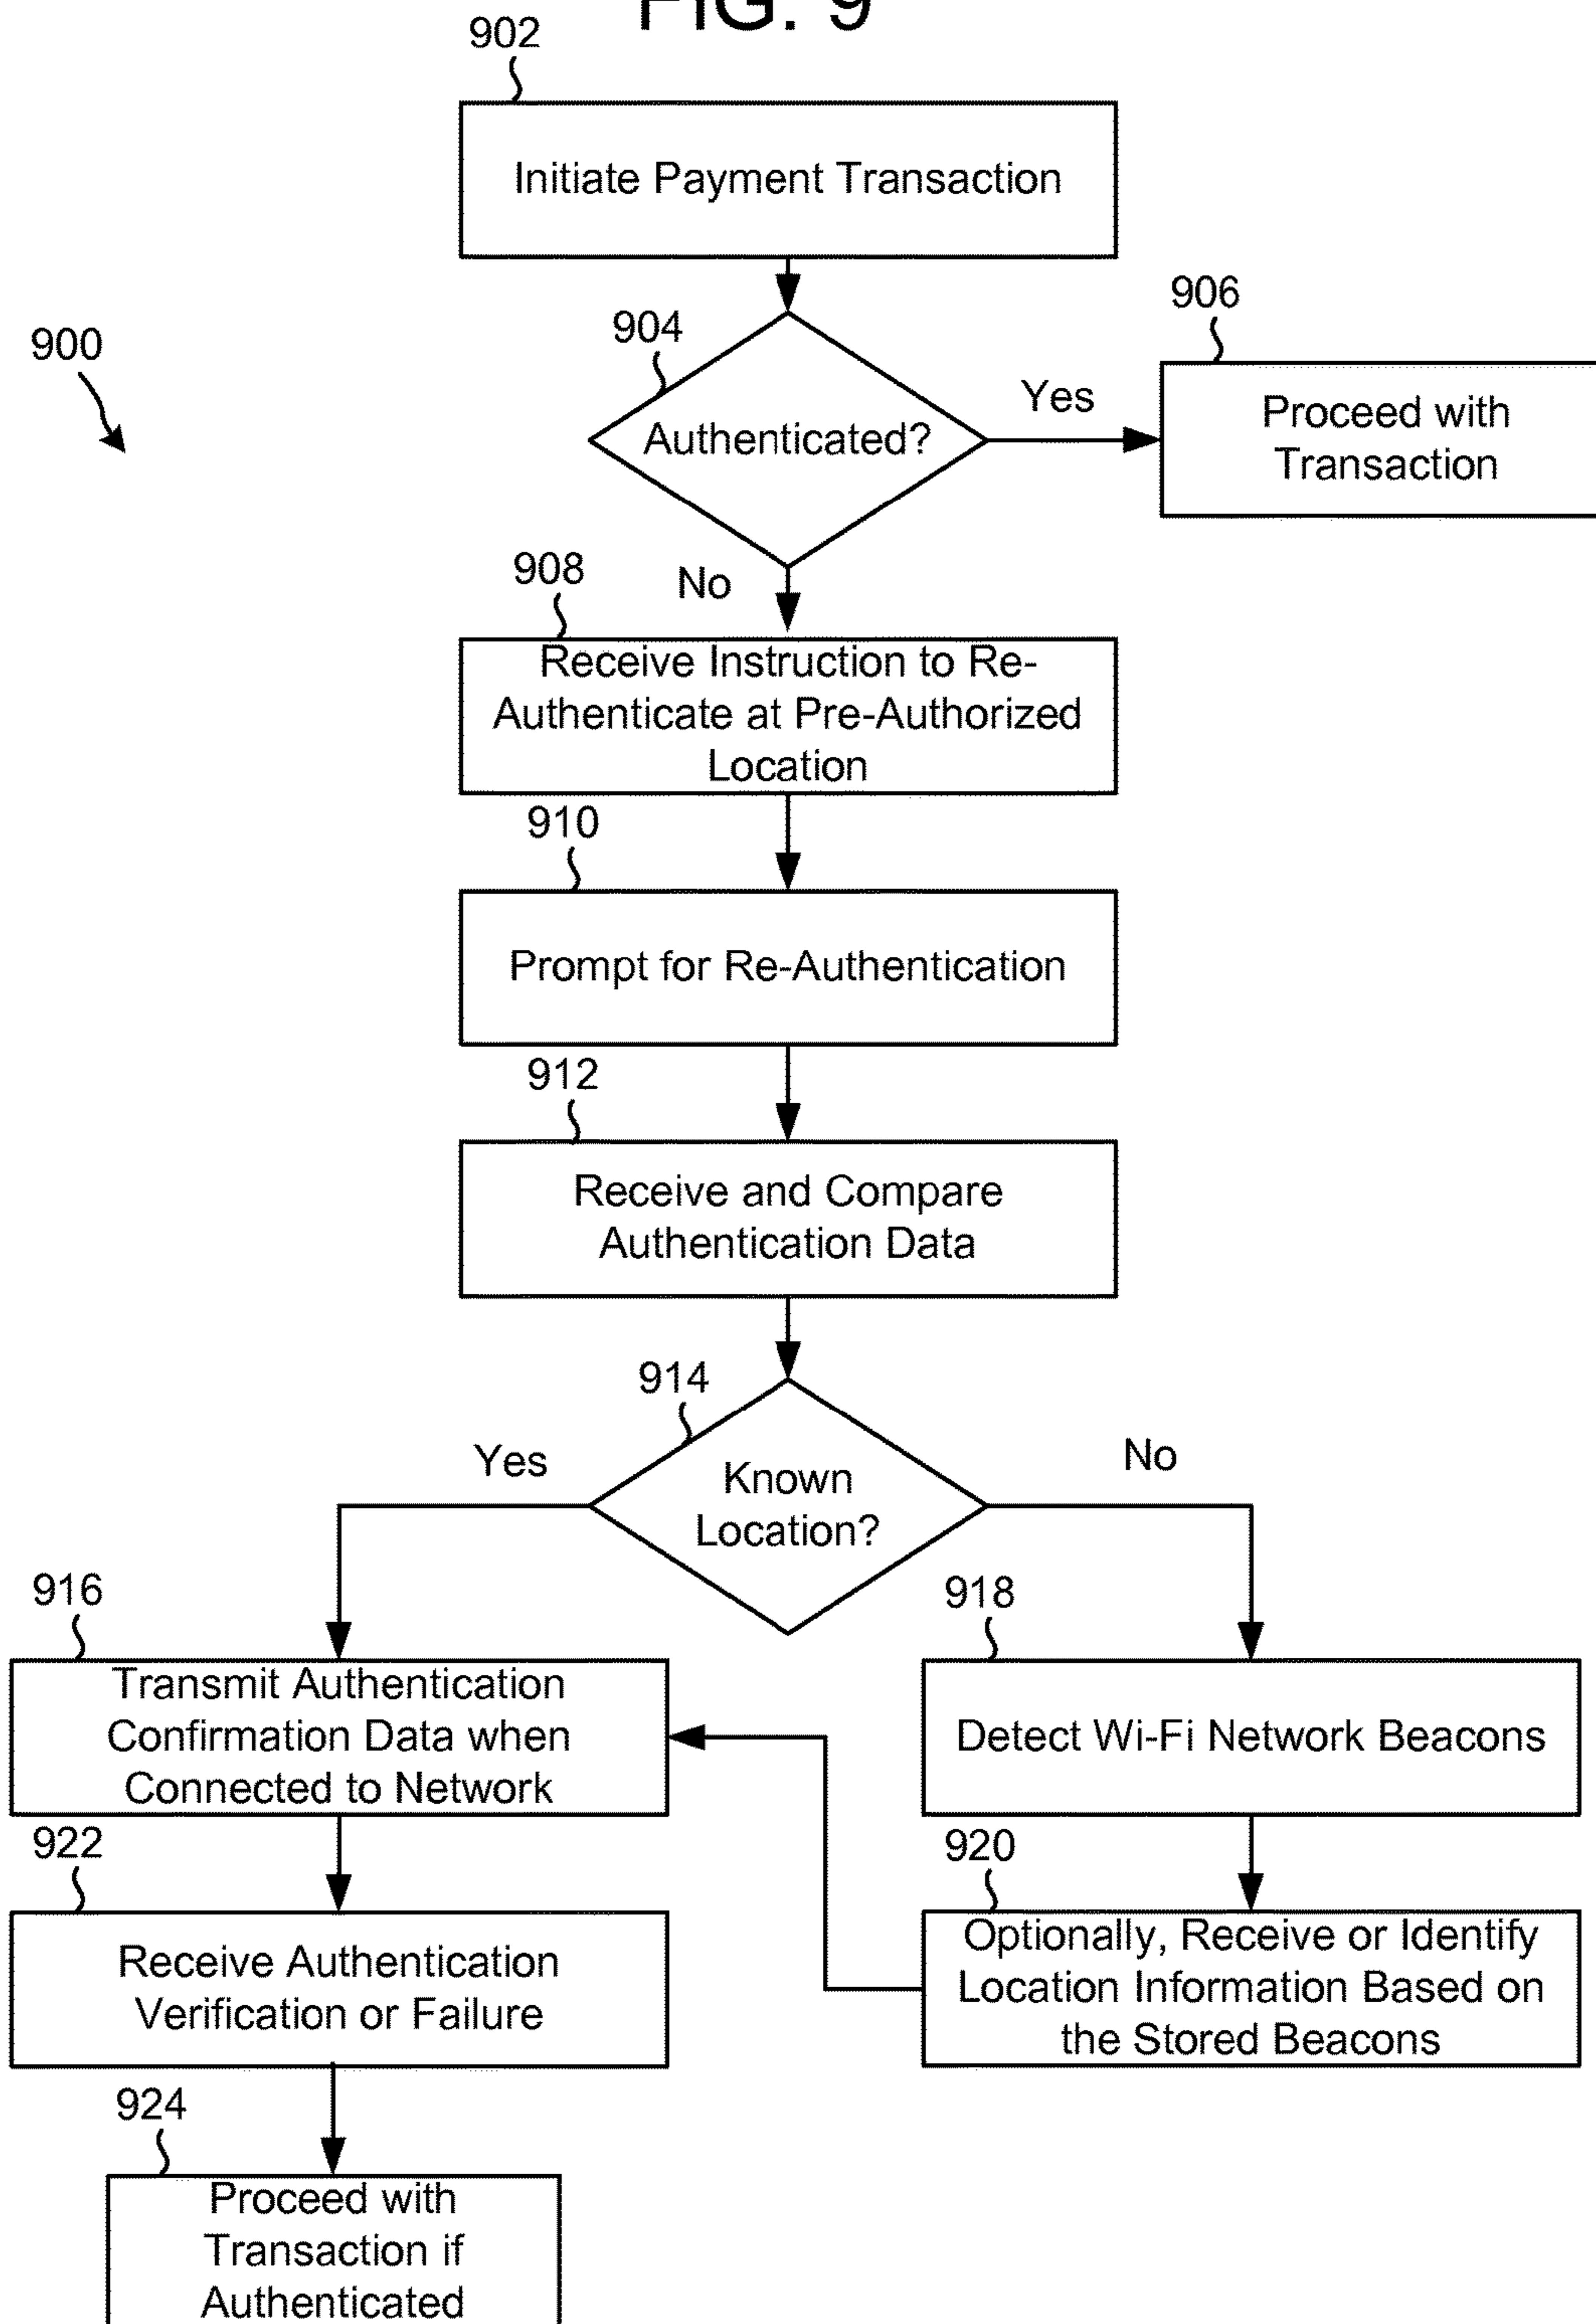 FIG. 9
902
Initiate Payment Transaction
906
904
900
Yes
Authenticated?
Proceed with
Transaction
908
No
Receive Instruction to Re-
Authenticate at Pre-Authorized
Location
910
Prompt for Re-Authentication
912
Receive and Compare
Authentication Data
914
Yes
No
Known
Location?
916
918
Transmit Authentication
Confirmation Data when
Connected to Network
Detect Wi-Fi Network Beacons
922
920
Receive Authentication
Verification or Failure
Optionally, Receive or Identify
Location Information Based on
the Stored Beacons
924
Proceed with
Transaction if
Authenticated